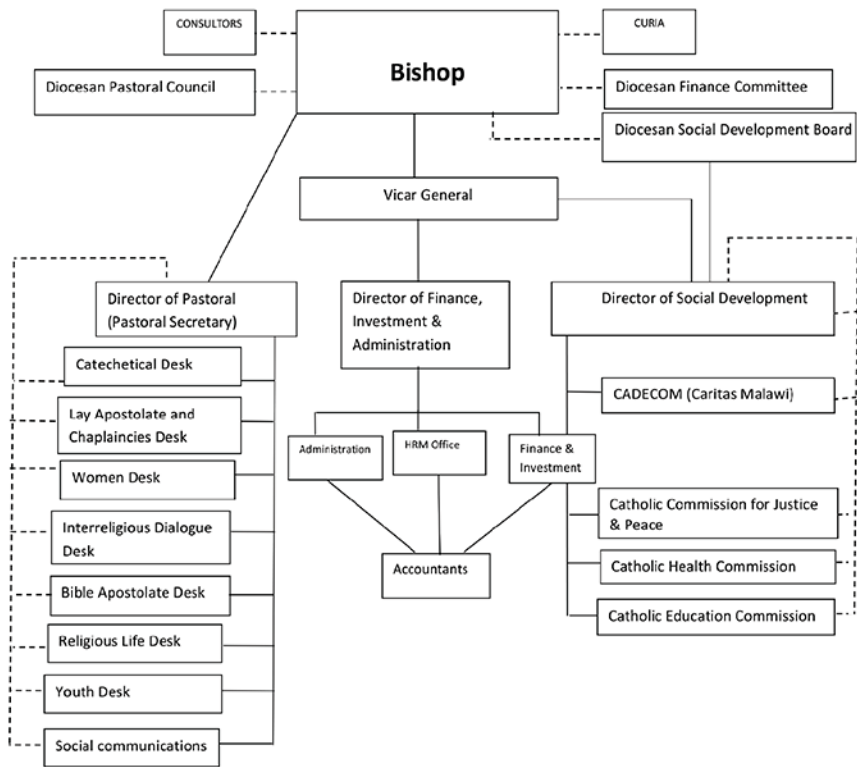 CONSULTORS
CURIA
Bishop
Diocesan Pastoral Council
Diocesan Finance Committee
Diocesan Social Development Board
Vicar General
Director of Pastoral
(Pastoral Secretary)
Director of Finance,
Investment &
Administration
Director of Social Development
Catechetical Desk
Lay Apostolate and
Chaplaincies Desk
Women Desk
Interreligious Dialogue
Desk
Bible Apostolate Desk
Religious Life Desk
Youth Desk
Social communications
Administration
HRM Office
Finance &
Investment
Accountants
CADECOM (Caritas Malawi)
Catholic Commission for Justice
& Peace
Catholic Health Commission
Catholic Education Commission